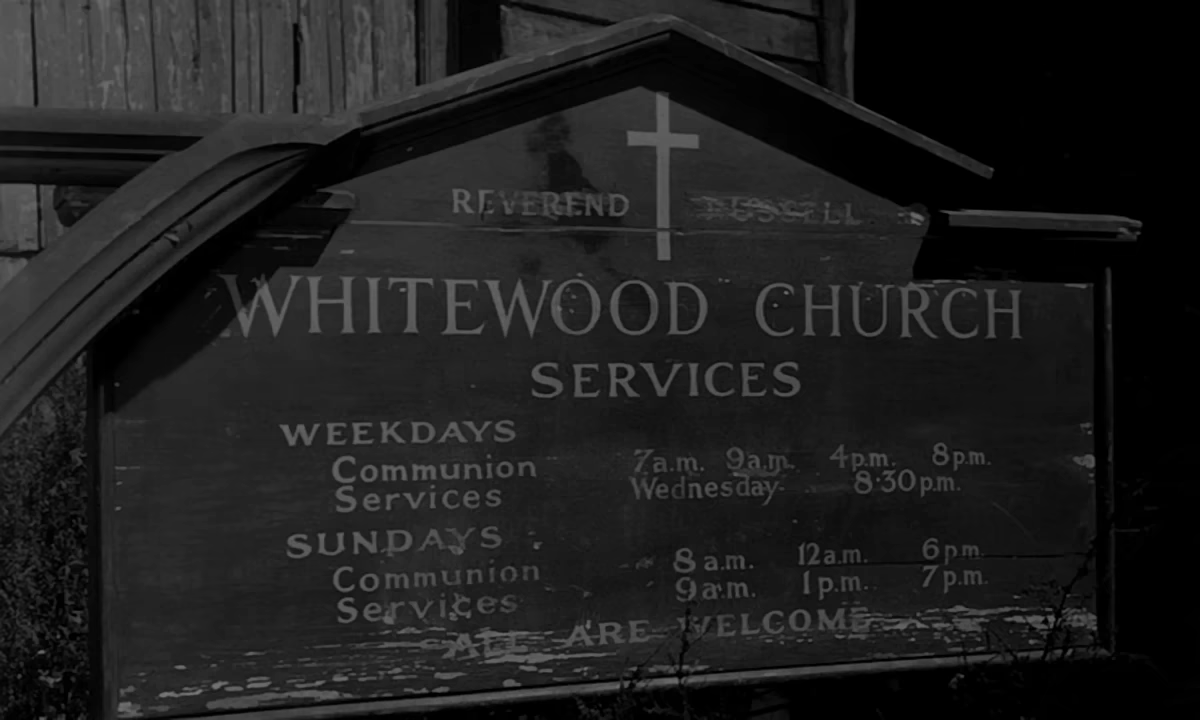 REVEREND RUSSELL
WHITEWOOD CHURCH
SERVICES
WEEKDAYS
Communion 7a.m. 9a.m. 4p.m. 8p.m.
Services Wednesday 8·30p.m.
SUNDAYS
Communion 8a.m. 12a.m. 6p.m.
Services 9a.m. 1p.m. 7p.m.
ALL ARE WELCOME